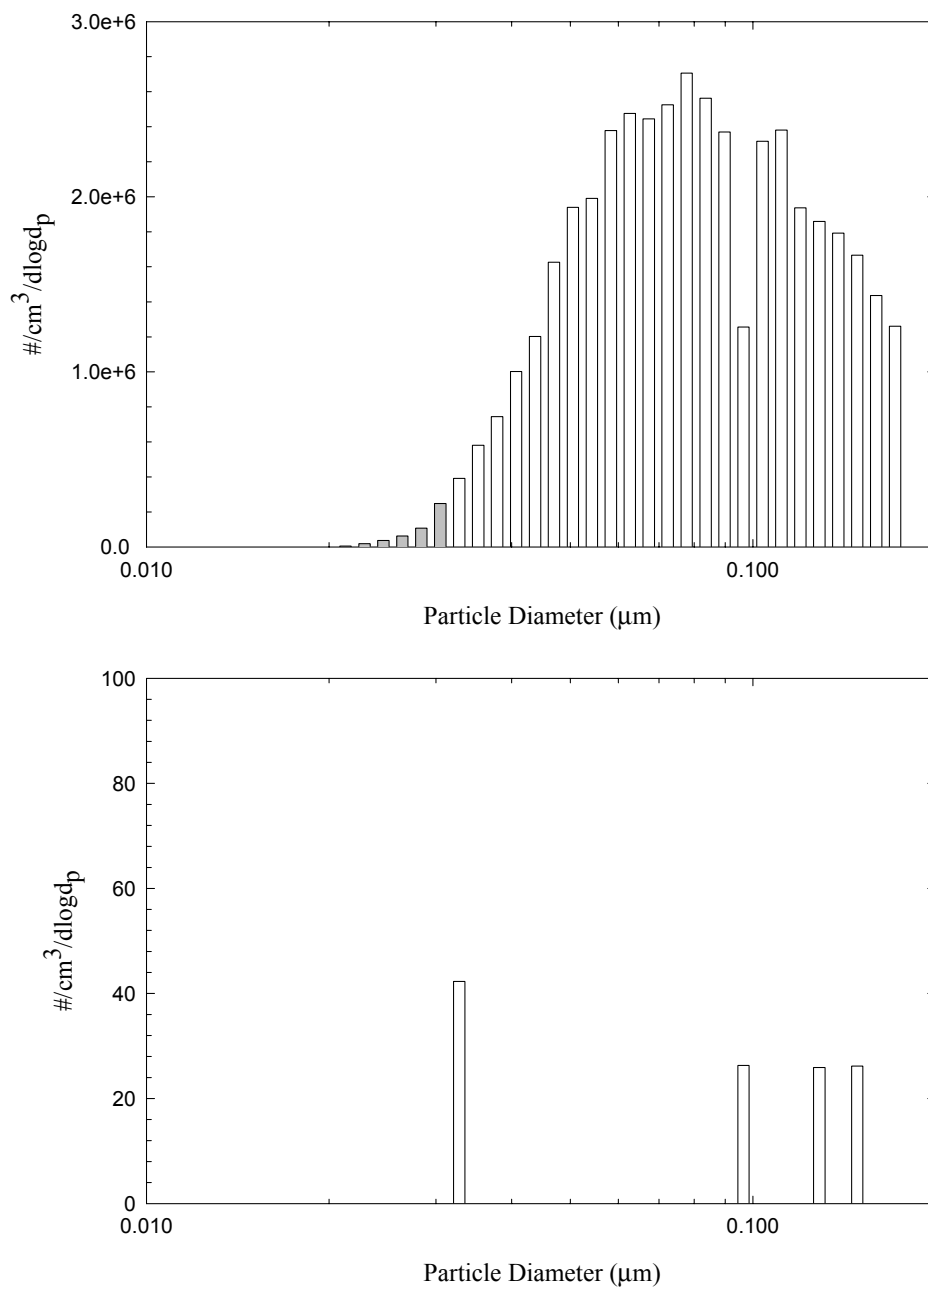 3.0e+6
2.0e+6
1.0e+6
0.0
#/cm³/dlogdₚ
0.010
0.100
Particle Diameter (μm)
100
80
60
40
20
0
#/cm³/dlogdₚ
0.010
0.100
Particle Diameter (μm)